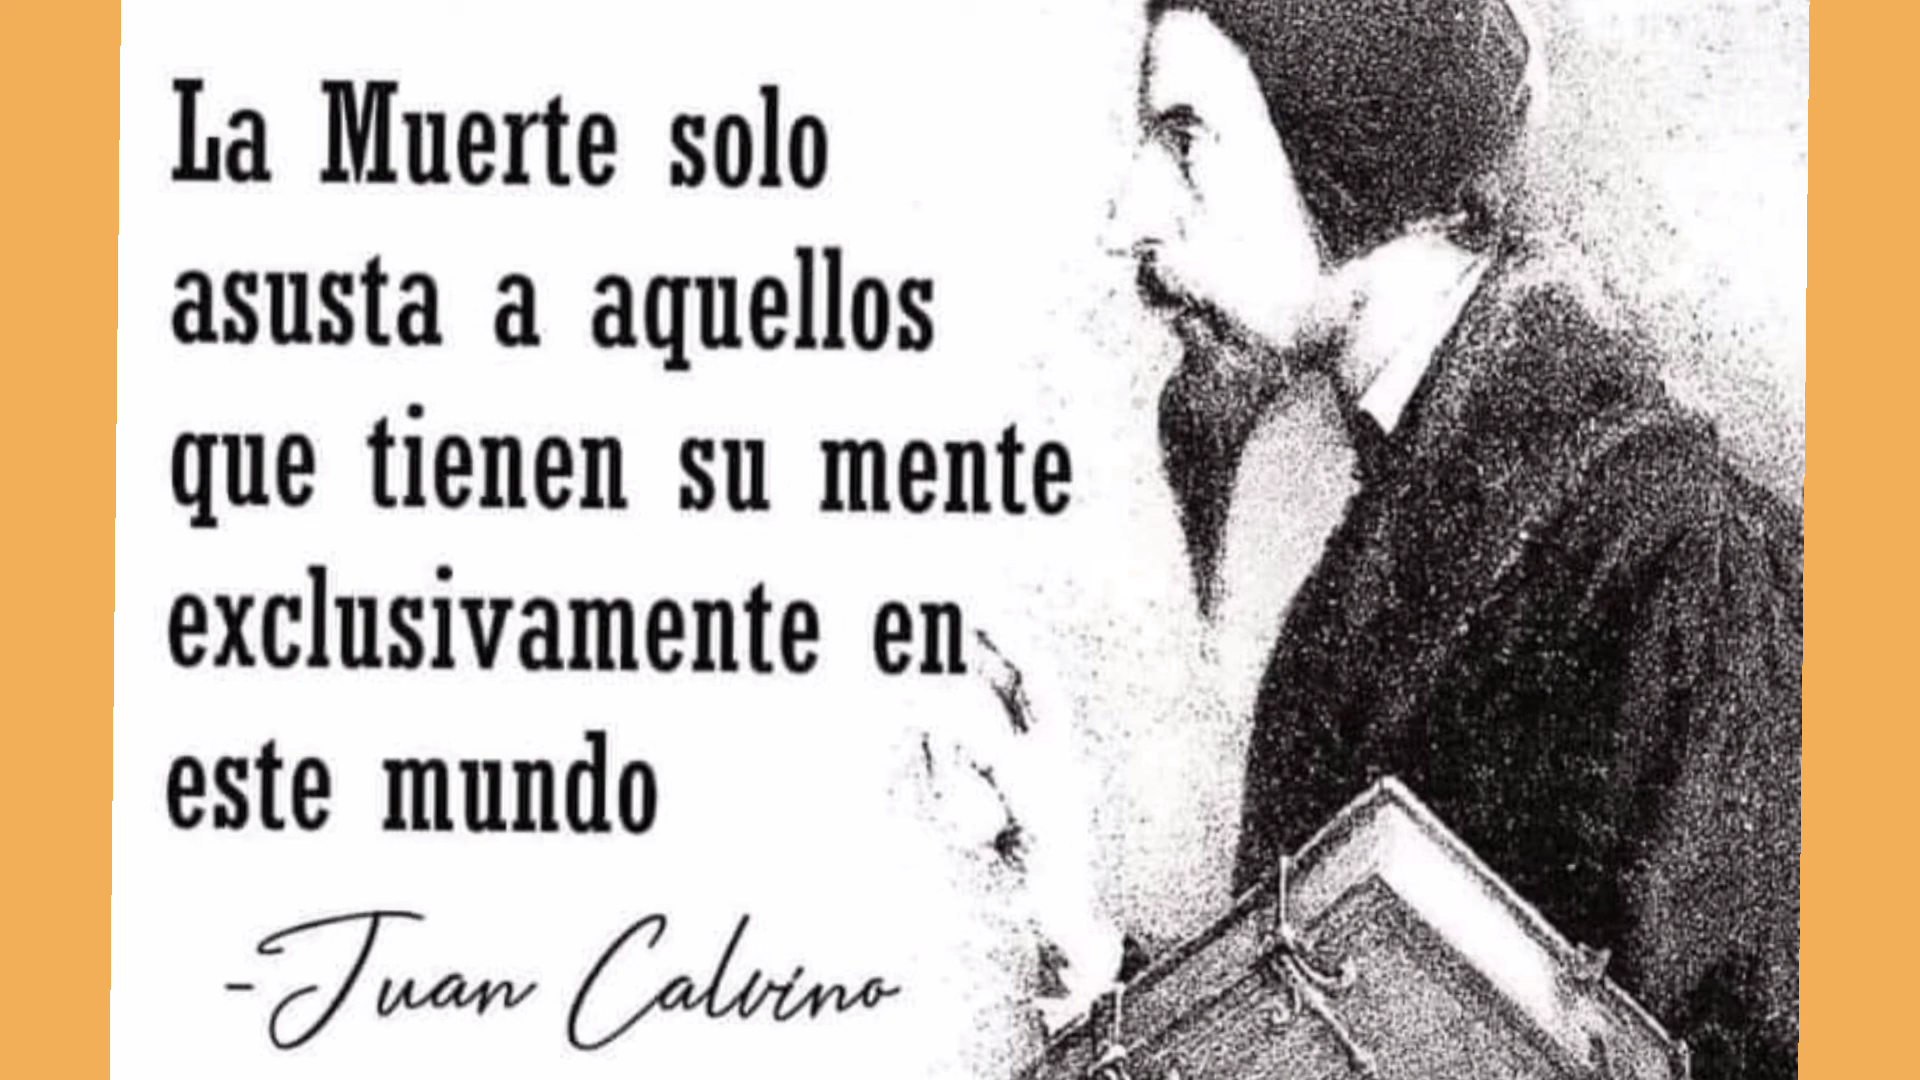 La Muerte solo
asusta a aquellos
que tienen su mente
exclusivamente en
este mundo
-Juan Calvino